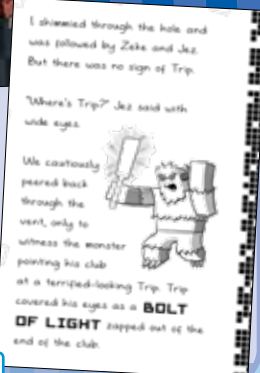 I shimmied through the hole and
was followed by Zeke and Jez.
But there was no sign of Trip.
"Where's Trip?" Jez said with
wide eyes.
We cautiously
peered back
through the
vent, only to
witness the monster
pointing his club
at a terrified-looking Trip. Trip
covered his eyes as a BOLT
OF LIGHT zapped out of the
end of the club.